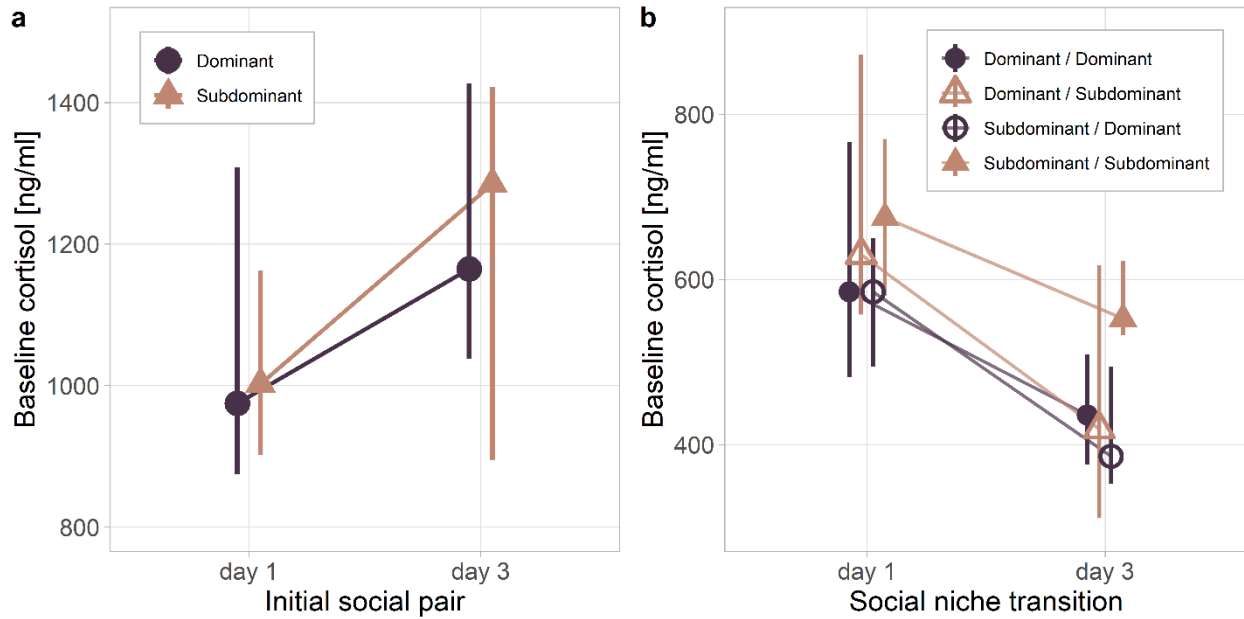 a
Dominant
Subdominant
Baseline cortisol [ng/ml]
1400
1200
1000
800
day 1
day 3
Initial social pair
b
Dominant / Dominant
Dominant / Subdominant
Subdominant / Dominant
Subdominant / Subdominant
Baseline cortisol [ng/ml]
800
600
400
day 1
day 3
Social niche transition